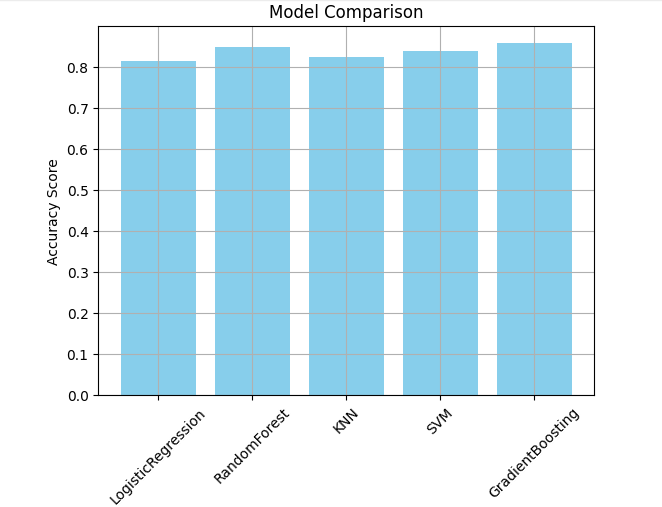 Model Comparison
Accuracy Score
0.8
0.7
0.6
0.5
0.4
0.3
0.2
0.1
0.0
LogisticRegression
RandomForest
KNN
SVM
GradientBoosting